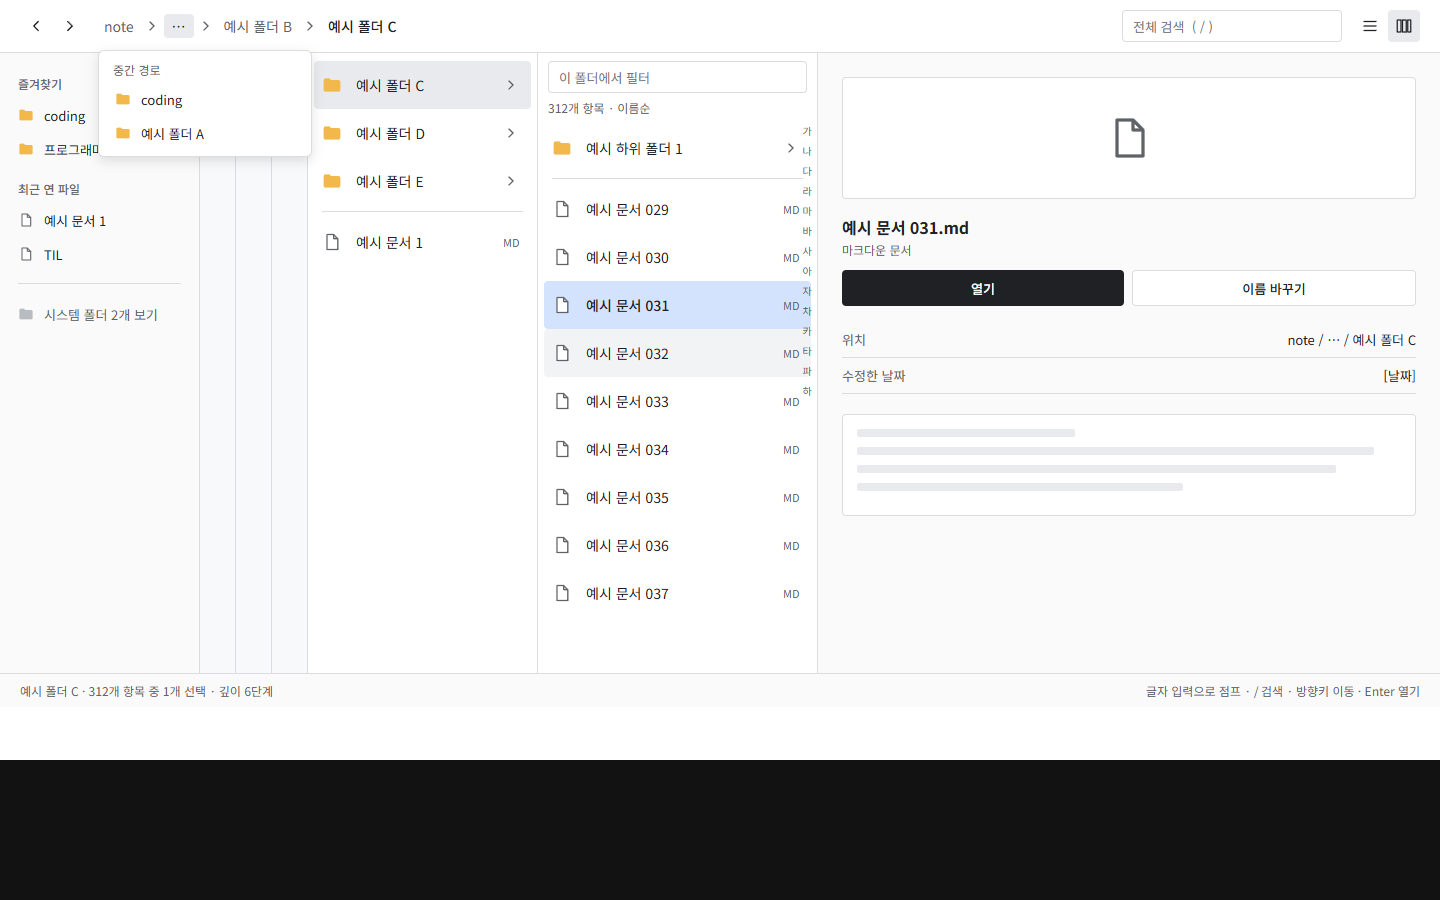 note
···
예시 폴더 B
예시 폴더 C
전체 검색 ( / )
중간 경로
coding
예시 폴더 A
즐겨찾기
coding
최근 연 파일
예시 문서 1
TIL
시스템 폴더 2개 보기
예시 폴더 C
예시 폴더 D
예시 폴더 E
예시 문서 1 MD
이 폴더에서 필터
312개 항목 · 이름순
예시 하위 폴더 1
예시 문서 029 MD
예시 문서 030 MD
예시 문서 031 MD
예시 문서 032 MD
예시 문서 033 MD
예시 문서 034 MD
예시 문서 035 MD
예시 문서 036 MD
예시 문서 037 MD
가
나
다
라
마
바
사
아
자
차
카
타
파
하
예시 문서 031.md
마크다운 문서
열기
이름 바꾸기
위치 note / ··· / 예시 폴더 C
수정한 날짜 [날짜]
예시 폴더 C · 312개 항목 중 1개 선택 · 깊이 6단계
글자 입력으로 점프 · / 검색 · 방향키 이동 · Enter 열기